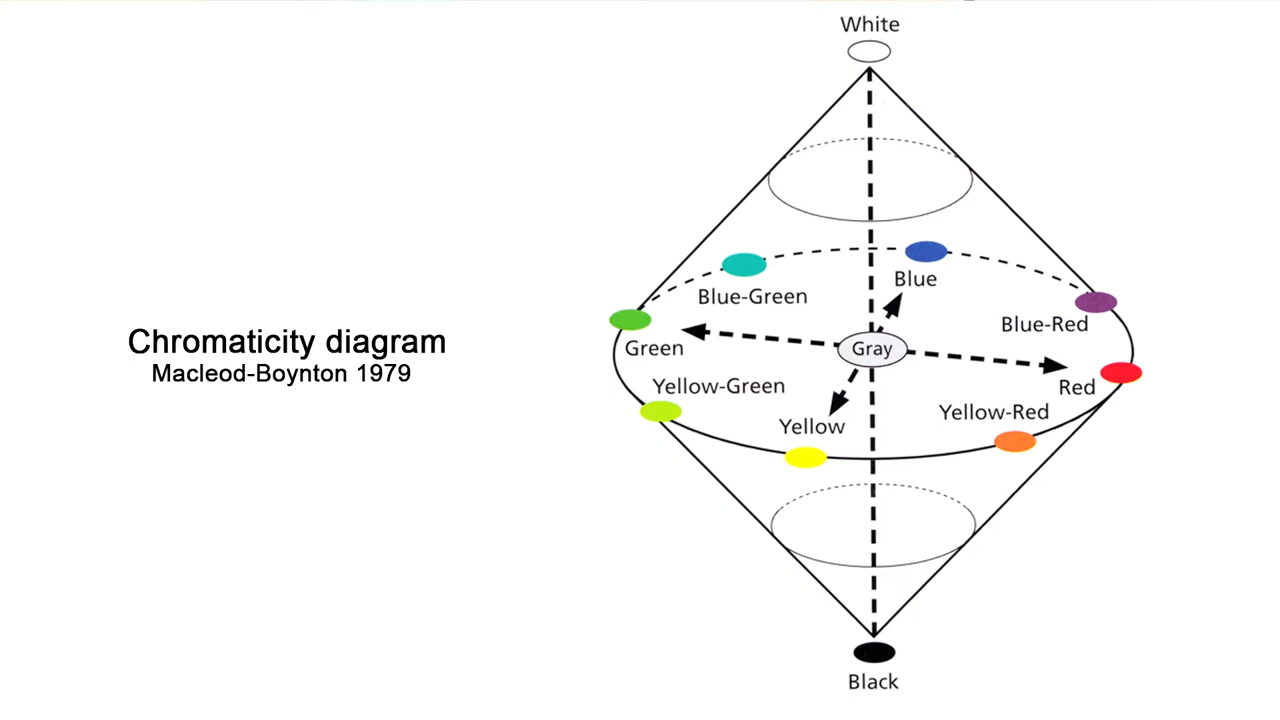 Chromaticity diagram
Macleod-Boynton 1979
White
Blue
Blue-Green
Blue-Red
Green
Gray
Red
Yellow-Green
Yellow-Red
Yellow
Black